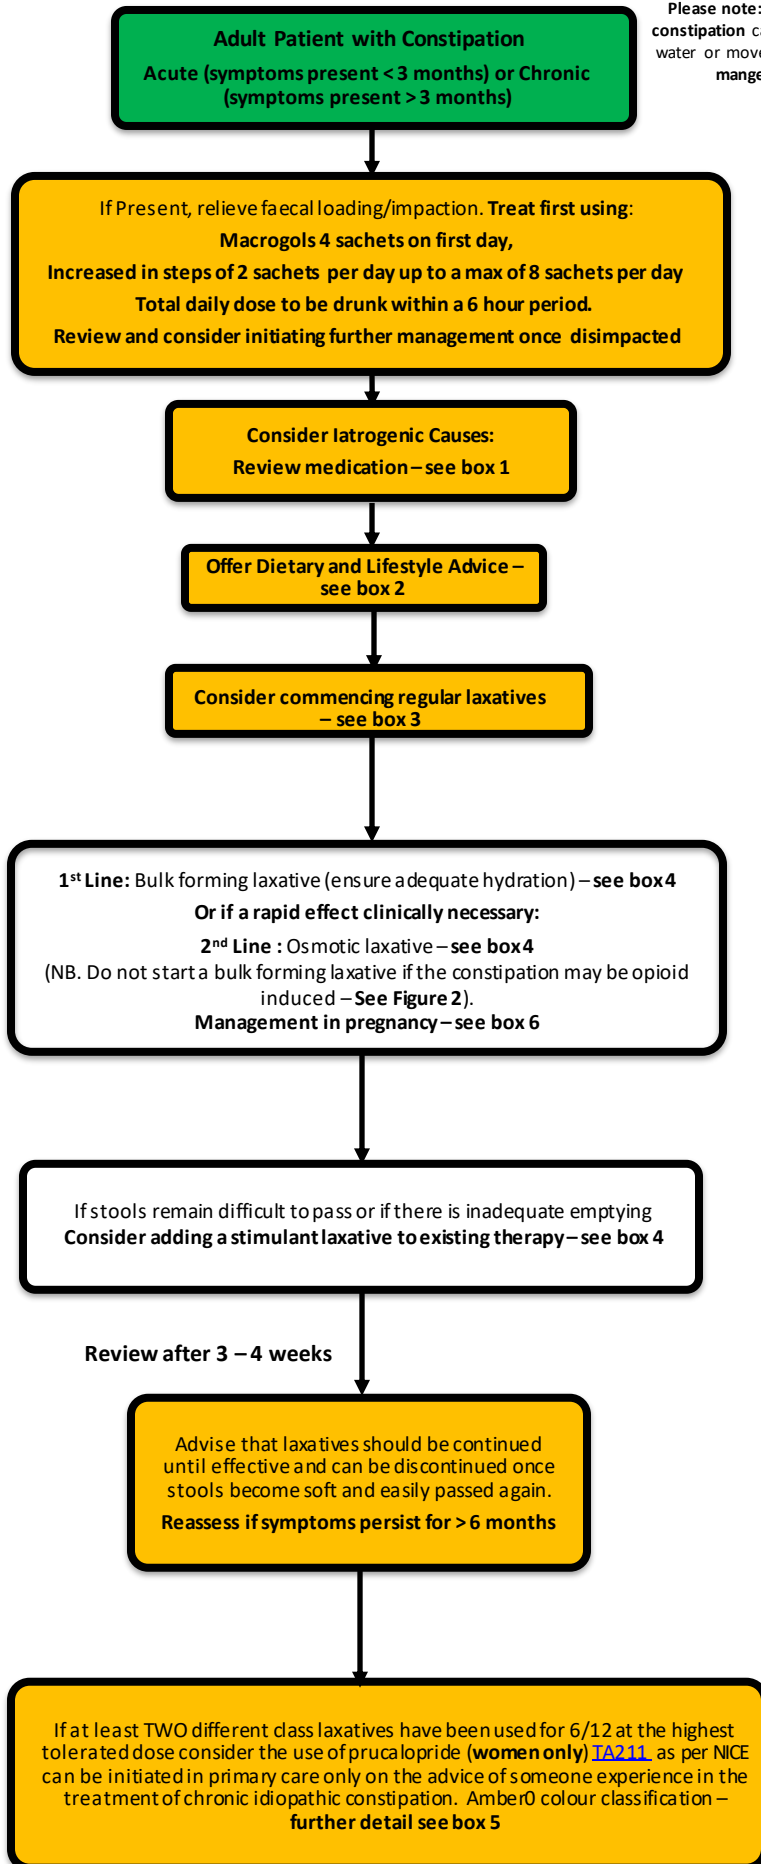 Please note:
constipation
water or move
Adult Patient with Constipation
Acute (symptoms present < 3 months) or Chronic
(symptoms present > 3 months)
If Present, relieve faecal loading/impaction. Treat first using:
Macrogols 4 sachets on first day,
Increased in steps of 2 sachets per day up to a max of 8 sachets per day
Total daily dose to be drunk within a 6 hour period.
Review and consider initiating further management once disimpacted
Consider Iatrogenic Causes:
Review medication – see box 1
Offer Dietary and Lifestyle Advice –
see box 2
Consider commencing regular laxatives
– see box 3
1st Line: Bulk forming laxative (ensure adequate hydration) – see box 4
Or if a rapid effect clinically necessary:
2nd Line : Osmotic laxative – see box 4
(NB. Do not start a bulk forming laxative if the constipation may be opioid
induced – See Figure 2).
Management in pregnancy – see box 6
If stools remain difficult to pass or if there is inadequate emptying
Consider adding a stimulant laxative to existing therapy – see box 4
Review after 3 – 4 weeks
Advise that laxatives should be continued
until effective and can be discontinued once
stools become soft and easily passed again.
Reassess if symptoms persist for > 6 months
If at least TWO different class laxatives have been used for 6/12 at the highest
tolerated dose consider the use of prucalopride (women only) TA211 as per NICE
can be initiated in primary care only on the advice of someone experience in the
treatment of chronic idiopathic constipation. Amber0 colour classification –
further detail see box 5